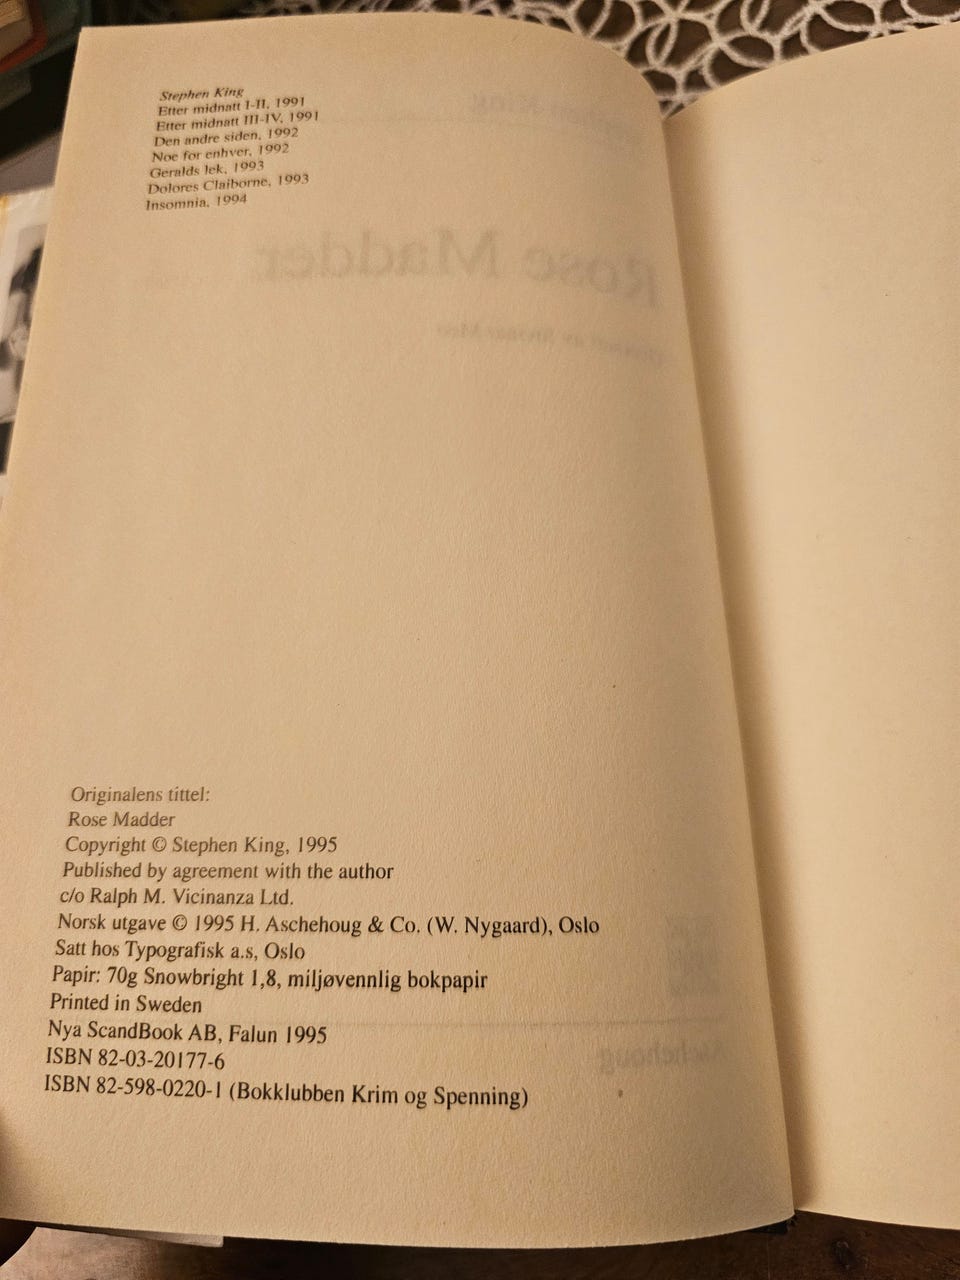 Stephen King
Etter midnatt I-II, 1991
Etter midnatt III-IV, 1991
Den andre siden, 1992
Noe for enhver, 1992
Geralds lek, 1993
Dolores Claiborne, 1993
Insomnia, 1994
Rose Madder
Originalens tittel:
Rose Madder
Copyright © Stephen King, 1995
Published by agreement with the author
c/o Ralph M. Vicinanza Ltd.
Norsk utgave © 1995 H. Aschehoug & Co. (W. Nygaard), Oslo
Satt hos Typografisk a.s, Oslo
Papir: 70g Snowbright 1,8, miljøvennlig bokpapir
Printed in Sweden
Nya ScandBook AB, Falun 1995
ISBN 82-03-20177-6
ISBN 82-598-0220-1 (Bokklubben Krim og Spenning)